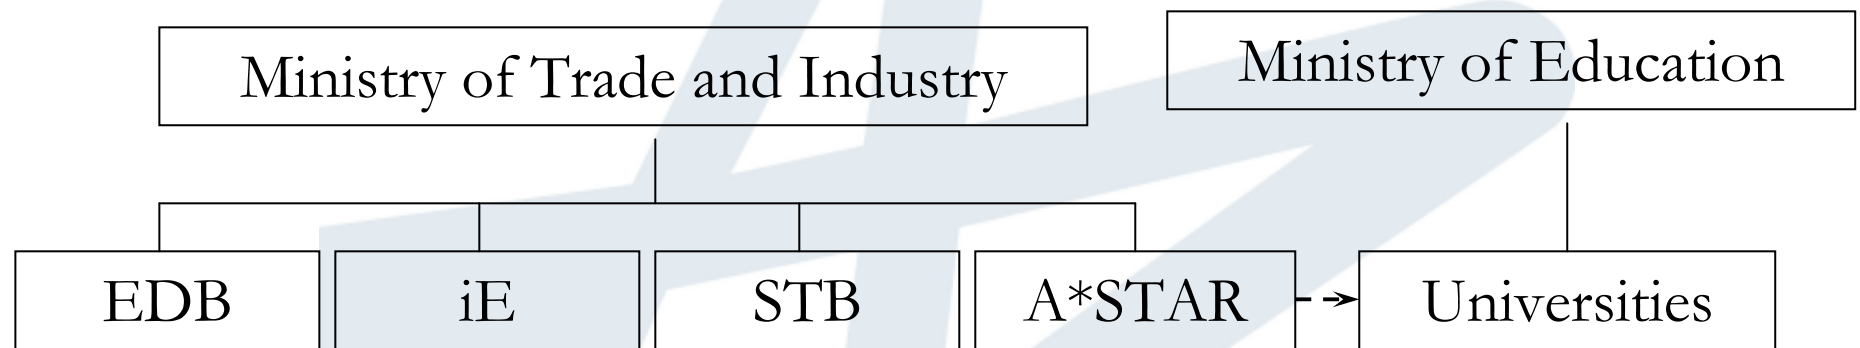 Ministry of Trade and Industry
Ministry of Education
EDB
iE
STB
A*STAR
Universities